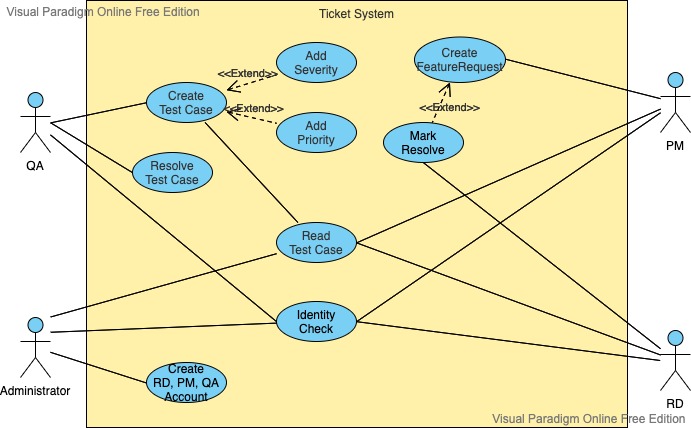 Visual Paradigm Online Free Edition
Ticket System
Add
Severity
<<Extend>>
Create
Test Case
<<Extend>>
Add
Priority
Create
FeatureRequest
<<Extend>>
Mark
Resolve
QA
PM
Resolve
Test Case
Read
Test Case
Identity
Check
Administrator
Create
RD, PM, QA
Account
RD
Visual Paradigm Online Free Edition